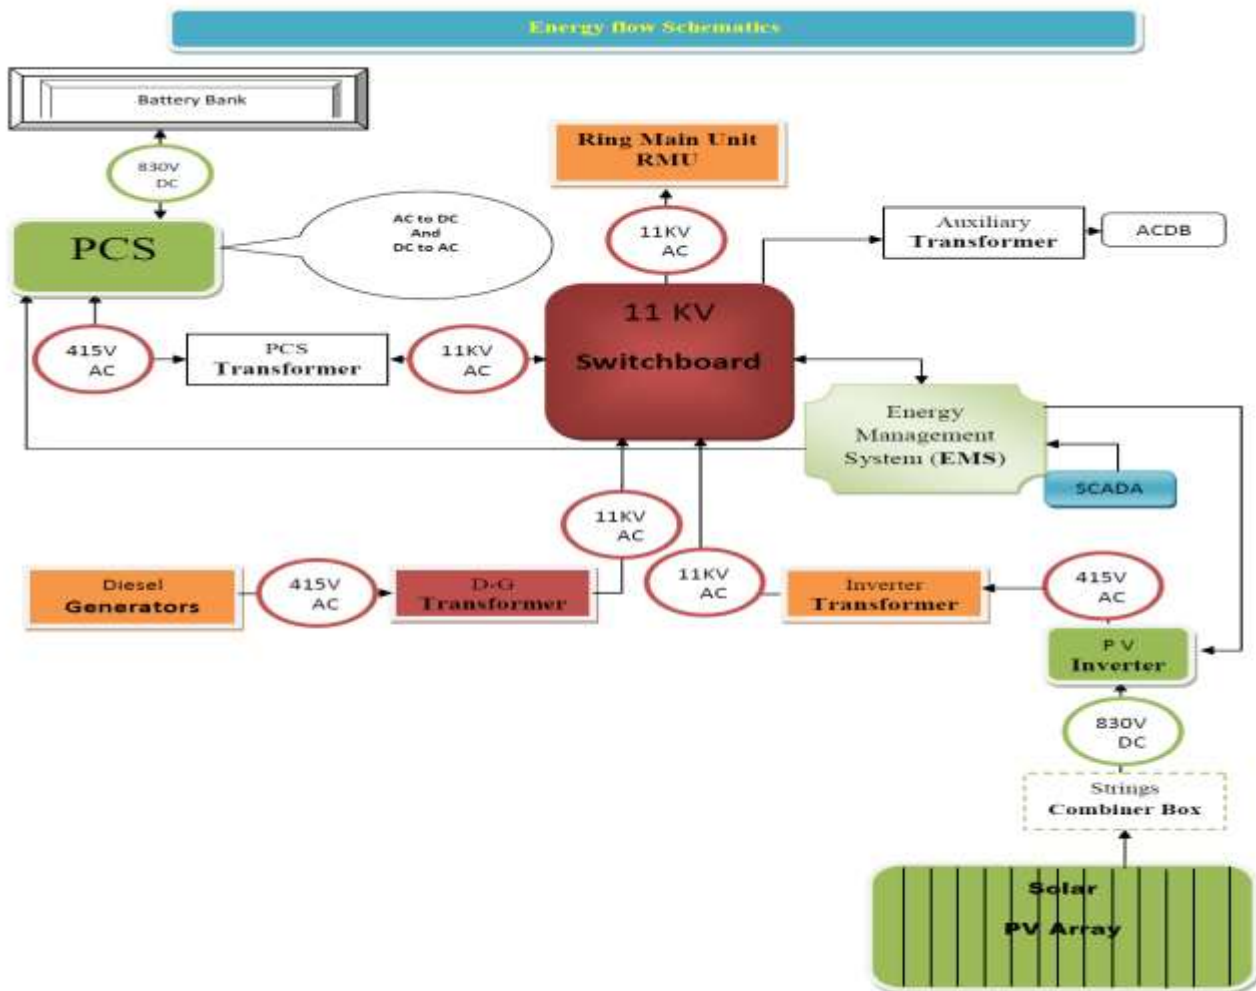 Energy flow Schematics
Battery Bank
830V
DC
PCS
AC to DC
And
DC to AC
Ring Main Unit
RMU
11KV
AC
Auxiliary
Transformer
ACDB
11 KV
Switchboard
415V
AC
PCS
Transformer
11KV
AC
Energy
Management
System (EMS)
SCADA
11KV
AC
Diesel
Generators
415V
AC
D-G
Transformer
11KV
AC
Inverter
Transformer
415V
AC
P V
Inverter
830V
DC
Strings
Combiner Box
Solar
PV Array